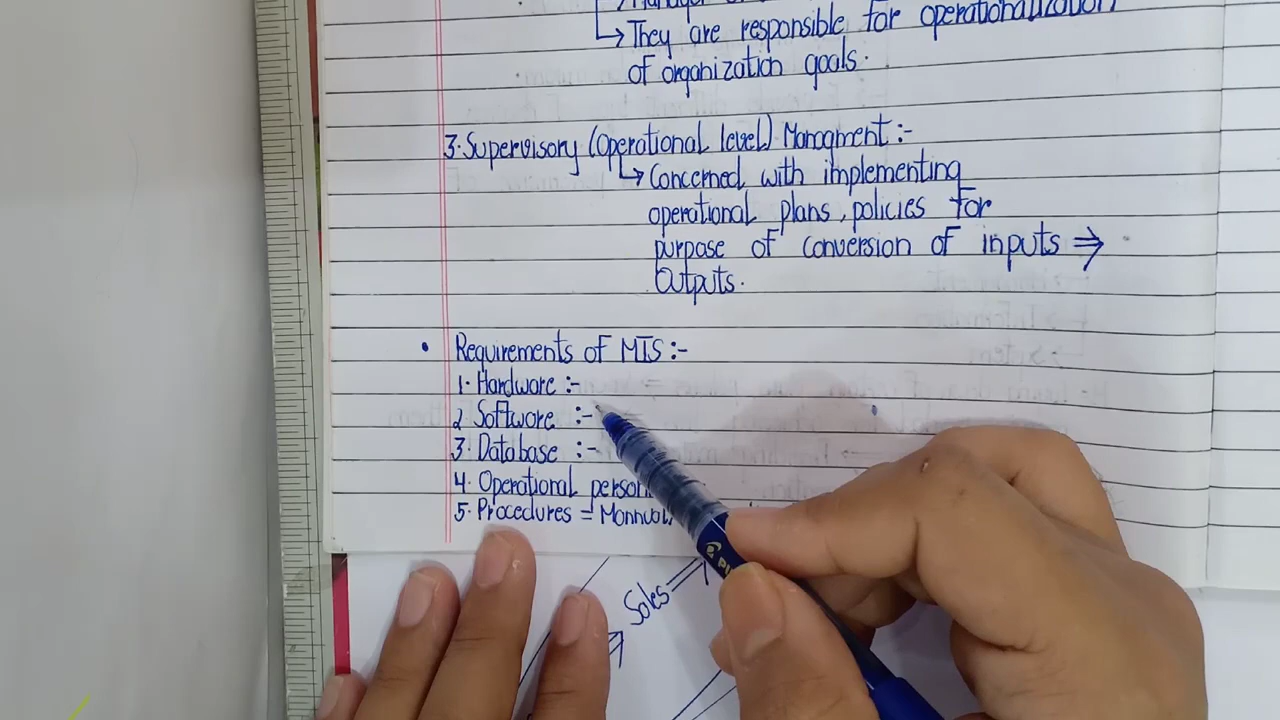 ↳ They are responsible for operationalization
of organization goals.
3. Supervisory (Operational level) Managment :-
↳ Concerned with implementing
operational plans, policies for
purpose of conversion of inputs ⇒
Outputs.
• Requirements of MIS :-
1. Hardware :-
2 Software :-
3. Database :-
4. Operational
5. Procedures =
Sales